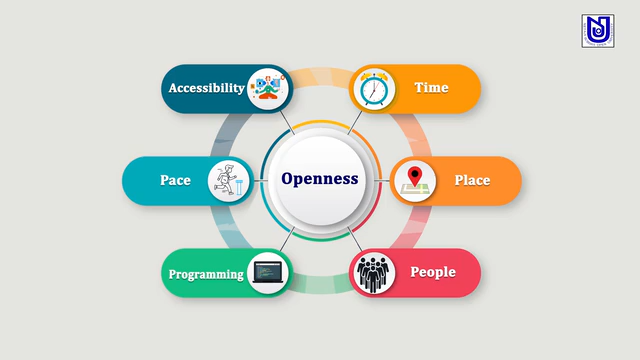 Accessibility
Time
Pace
Openness
Place
Programming
People